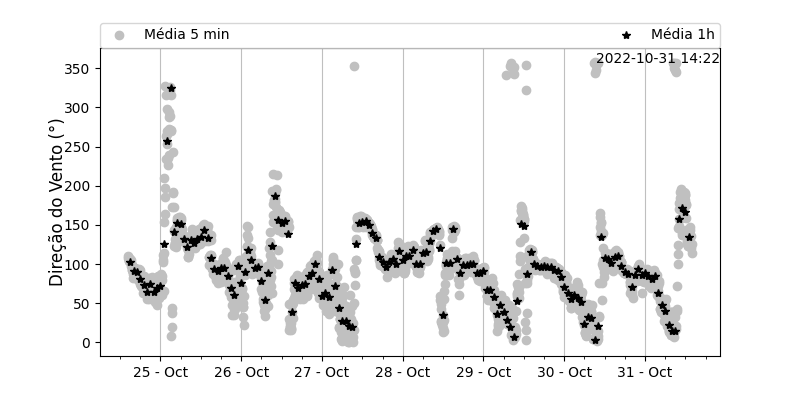 Média 5 min
Média 1h
2022-10-31 14:22
Direção do Vento (°)
350
300
250
200
150
100
50
0
25 - Oct
26 - Oct
27 - Oct
28 - Oct
29 - Oct
30 - Oct
31 - Oct